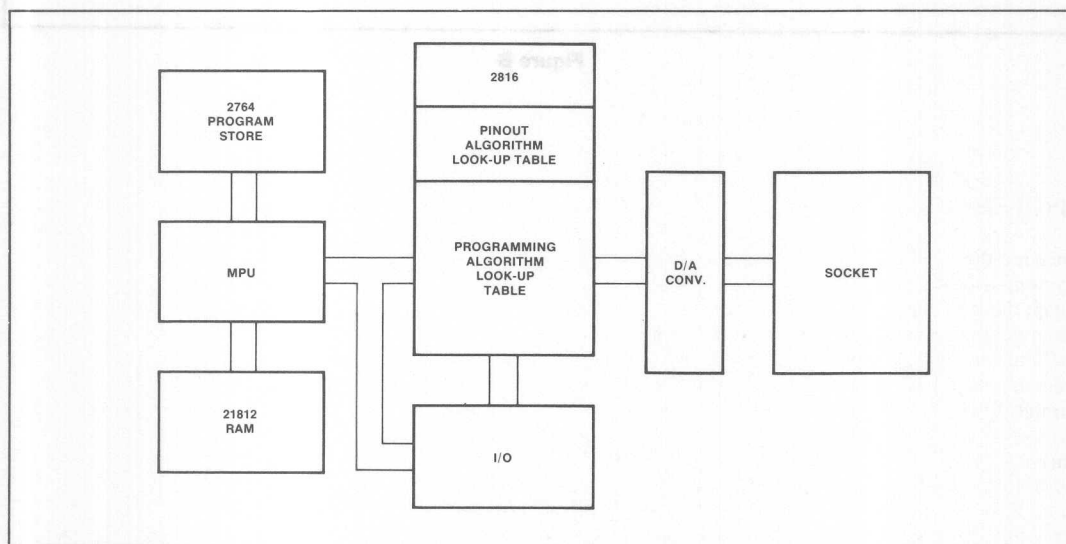 2764
PROGRAM
STORE
MPU
21812
RAM
2816
PINOUT
ALGORITHM
LOOK-UP TABLE
PROGRAMMING
ALGORITHM
LOOK-UP
TABLE
I/O
D/A
CONV.
SOCKET